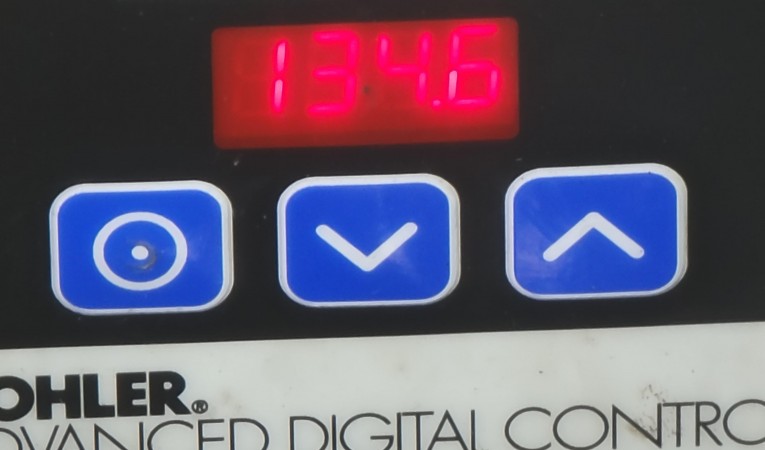 134.6
OHLER®
DVANCED DIGITAL CONTRO